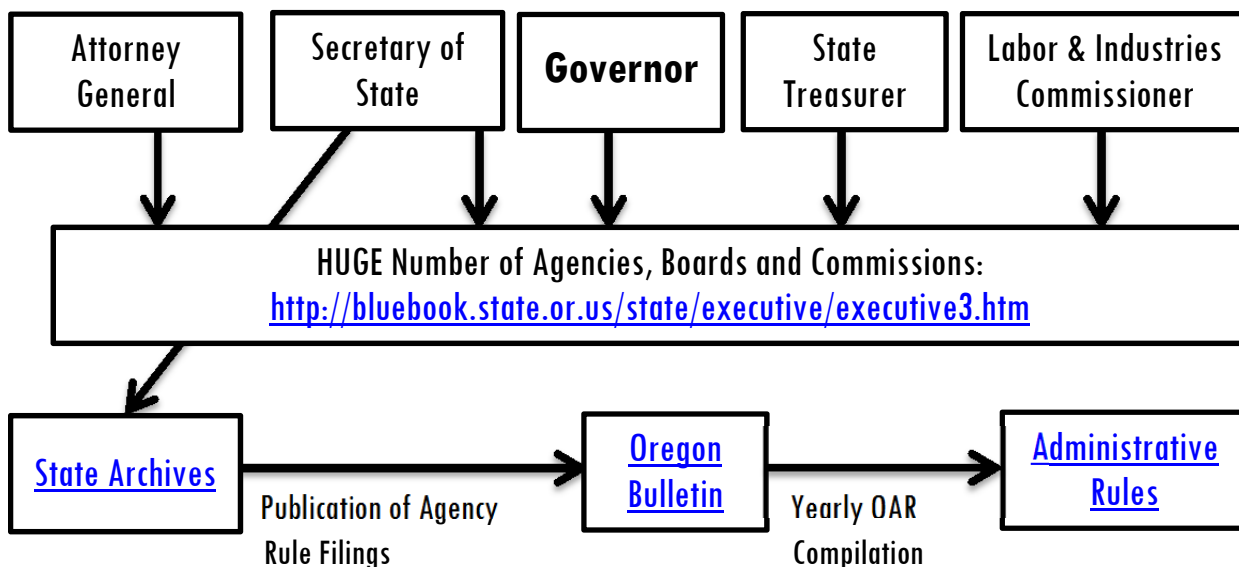 Attorney
General
Secretary of
State
Governor
State
Treasurer
Labor & Industries
Commissioner
HUGE Number of Agencies, Boards and Commissions:
http://bluebook.state.or.us/state/executive/executive3.htm
State Archives
Publication of Agency
Rule Filings
Oregon
Bulletin
Yearly OAR
Compilation
Administrative
Rules